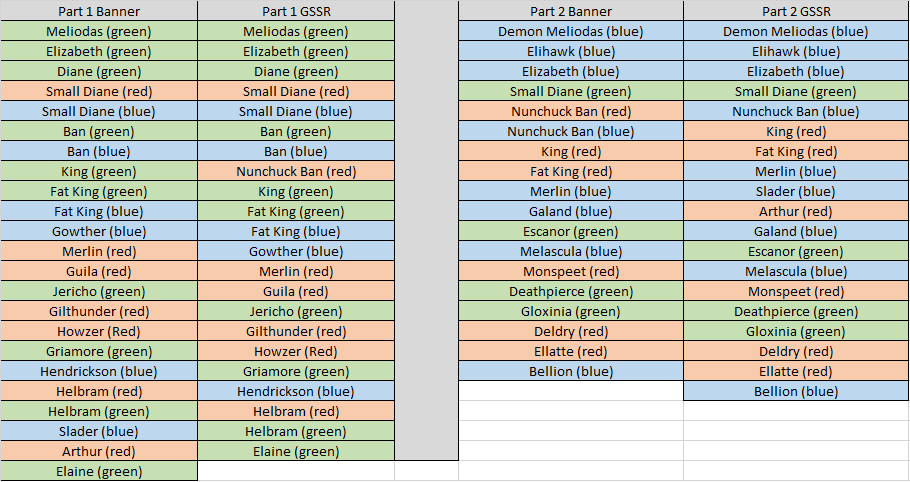 Part 1 Banner Part 1 GSSR Part 2 Banner Part 2 GSSR
Meliodas (green) Meliodas (green) Demon Meliodas (blue) Demon Meliodas (blue)
Elizabeth (green) Elizabeth (green) Elihawk (blue) Elihawk (blue)
Diane (green) Diane (green) Elizabeth (blue) Elizabeth (blue)
Small Diane (red) Small Diane (red) Small Diane (green) Small Diane (green)
Small Diane (blue) Small Diane (blue) Nunchuck Ban (red) Nunchuck Ban (blue)
Ban (green) Ban (green) Nunchuck Ban (blue) King (red)
Ban (blue) Ban (blue) King (red) Fat King (red)
King (green) Nunchuck Ban (red) Fat King (red) Merlin (blue)
Fat King (green) King (green) Merlin (blue) Slader (blue)
Fat King (blue) Fat King (green) Galand (blue) Arthur (red)
Gowther (blue) Fat King (blue) Escanor (green) Galand (blue)
Merlin (red) Gowther (blue) Melascula (blue) Escanor (green)
Guila (red) Merlin (red) Monspeet (red) Melascula (blue)
Jericho (green) Guila (red) Deathpierce (green) Monspeet (red)
Gilthunder (red) Jericho (green) Gloxinia (green) Deathpierce (green)
Howzer (Red) Gilthunder (red) Deldry (red) Gloxinia (green)
Griamore (green) Howzer (Red) Ellatte (red) Deldry (red)
Hendrickson (blue) Griamore (green) Bellion (blue) Ellatte (red)
Helbram (red) Hendrickson (blue) Bellion (blue)
Helbram (green) Helbram (red)
Slader (blue) Helbram (green)
Arthur (red) Elaine (green)
Elaine (green)